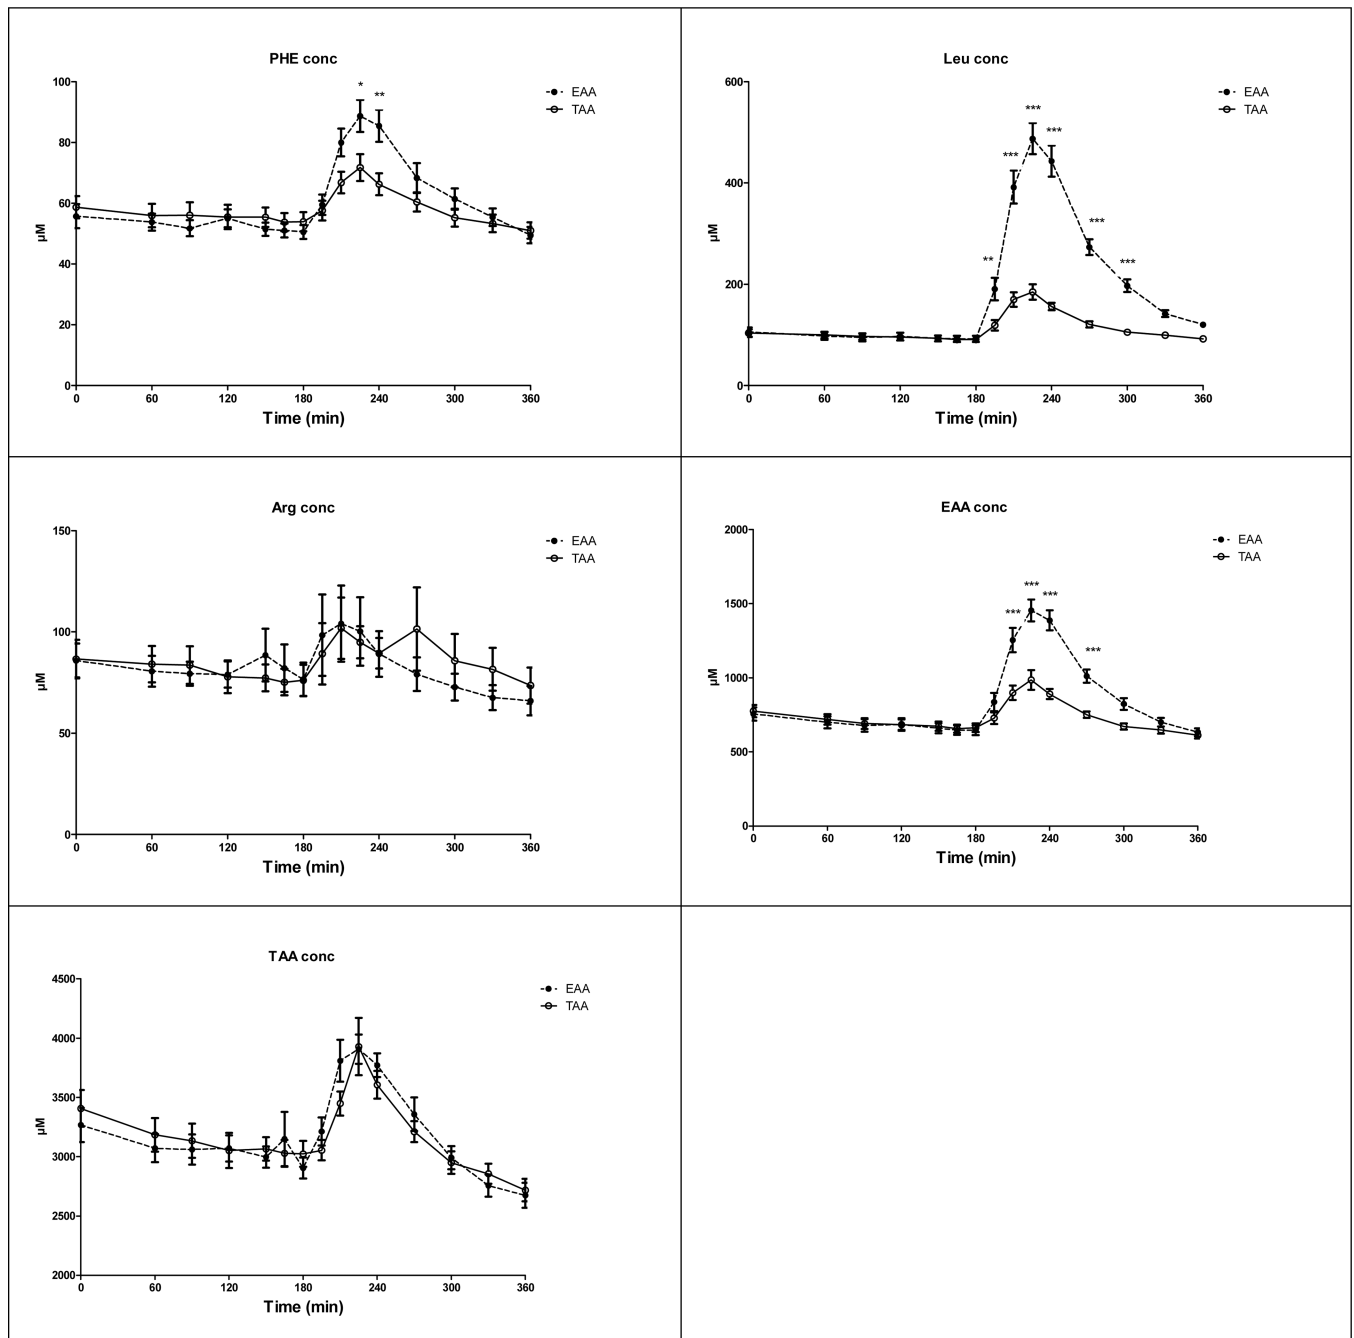 PHE conc
*
**
100
80
60
40
20
0
µM
0 60 120 180 240 300 360
Time (min)
EAA
TAA
Leu conc
**
***
***
***
***
***
600
400
200
0
µM
0 60 120 180 240 300 360
Time (min)
EAA
TAA
Arg conc
150
100
50
0
µM
0 60 120 180 240 300 360
Time (min)
EAA
TAA
EAA conc
***
***
***
***
2000
1500
1000
500
0
µM
0 60 120 180 240 300 360
Time (min)
EAA
TAA
TAA conc
4500
4000
3500
3000
2500
2000
µM
0 60 120 180 240 300 360
Time (min)
EAA
TAA